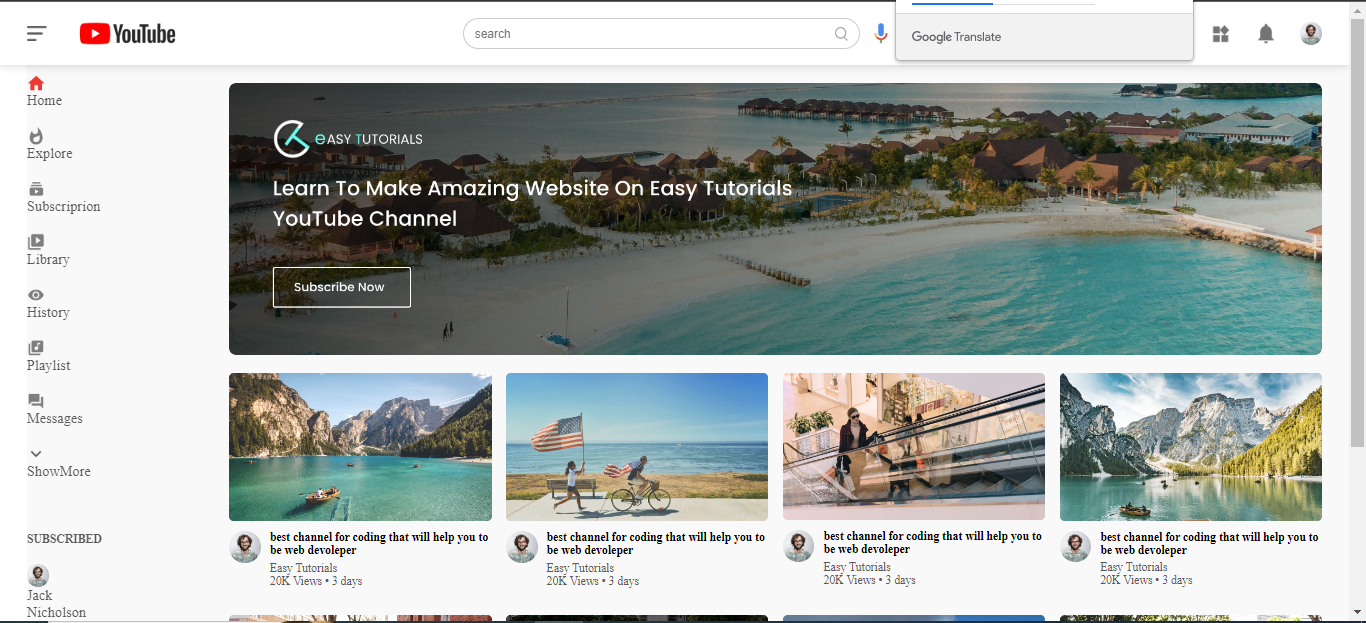 YouTube
search
Google Translate
Home
Explore
Subscriprion
Library
History
Playlist
Messages
ShowMore
SUBSCRIBED
Jack
Nicholson
EASY TUTORIALS
Learn To Make Amazing Website On Easy Tutorials
YouTube Channel
Subscribe Now
best channel for coding that will help you to
be web devoleper
Easy Tutorials
20K Views • 3 days
best channel for coding that will help you to
be web devoleper
Easy Tutorials
20K Views • 3 days
best channel for coding that will help you to
be web devoleper
Easy Tutorials
20K Views • 3 days
best channel for coding that will help you to
be web devoleper
Easy Tutorials
20K Views • 3 days